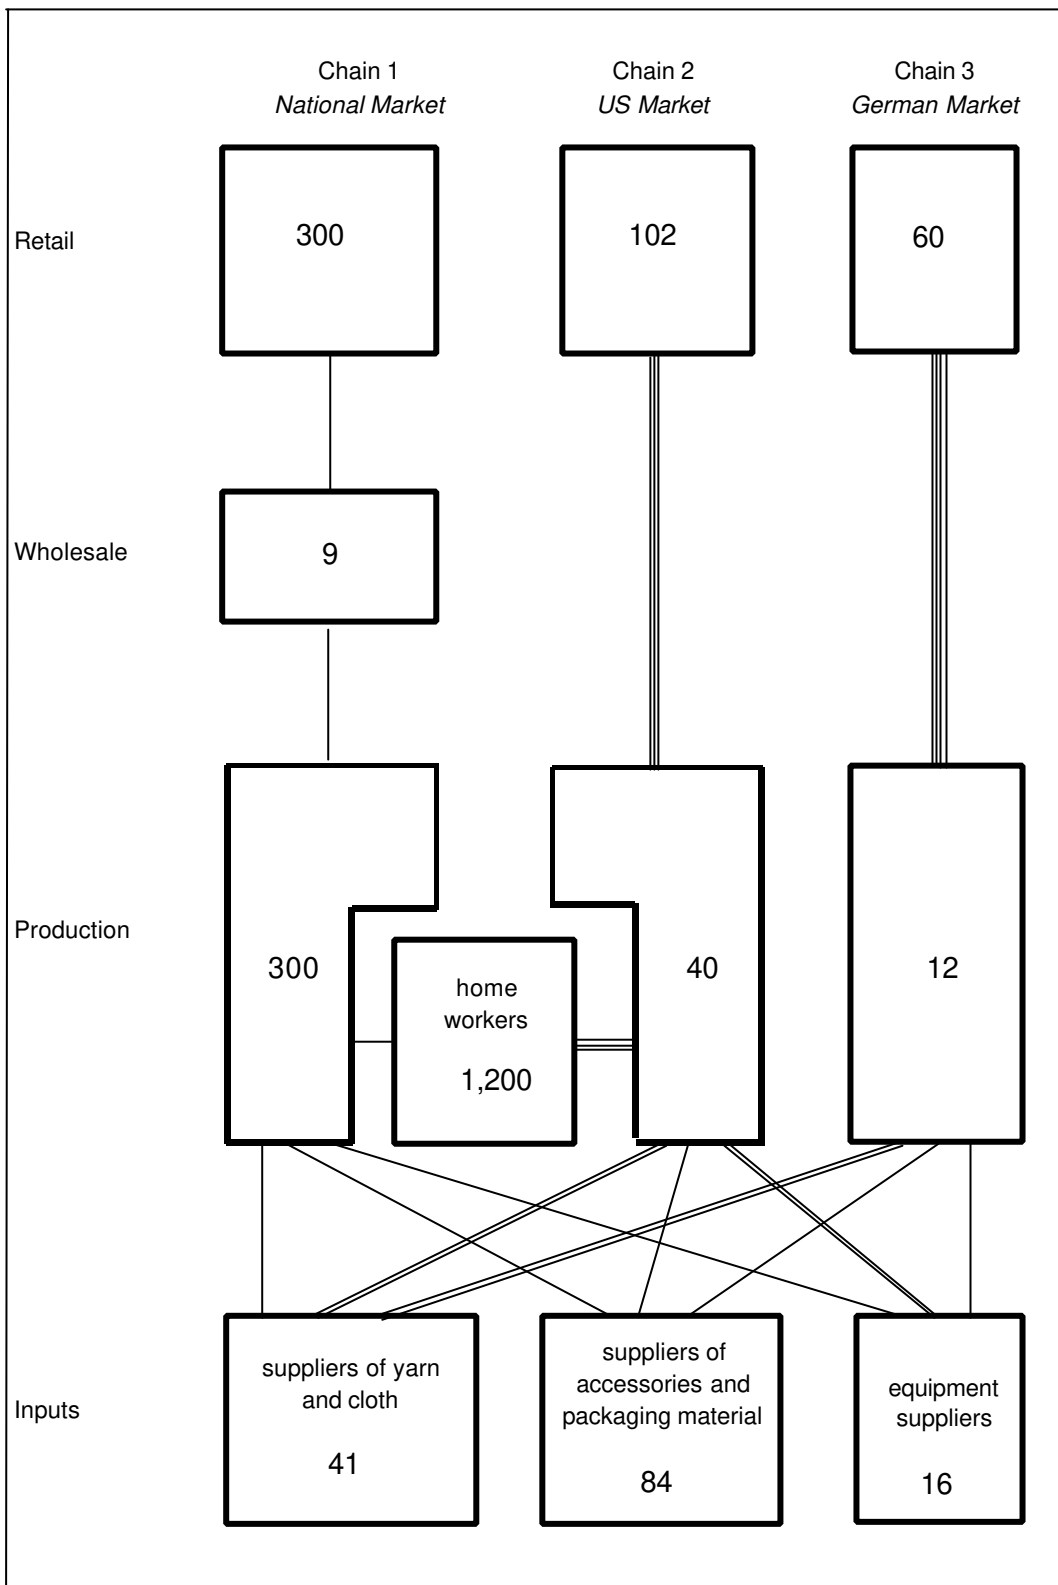 Chain 1
National Market
Chain 2
US Market
Chain 3
German Market
Retail
300
102
60
Wholesale
9
Production
300
home
workers
1,200
40
12
Inputs
suppliers of yarn
and cloth
41
suppliers of
accessories and
packaging material
84
equipment
suppliers
16